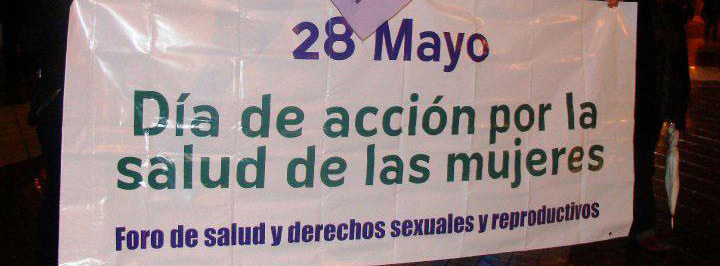 28 Mayo
Día de acción por la
salud de las mujeres
Foro de salud y derechos sexuales y reproductivos